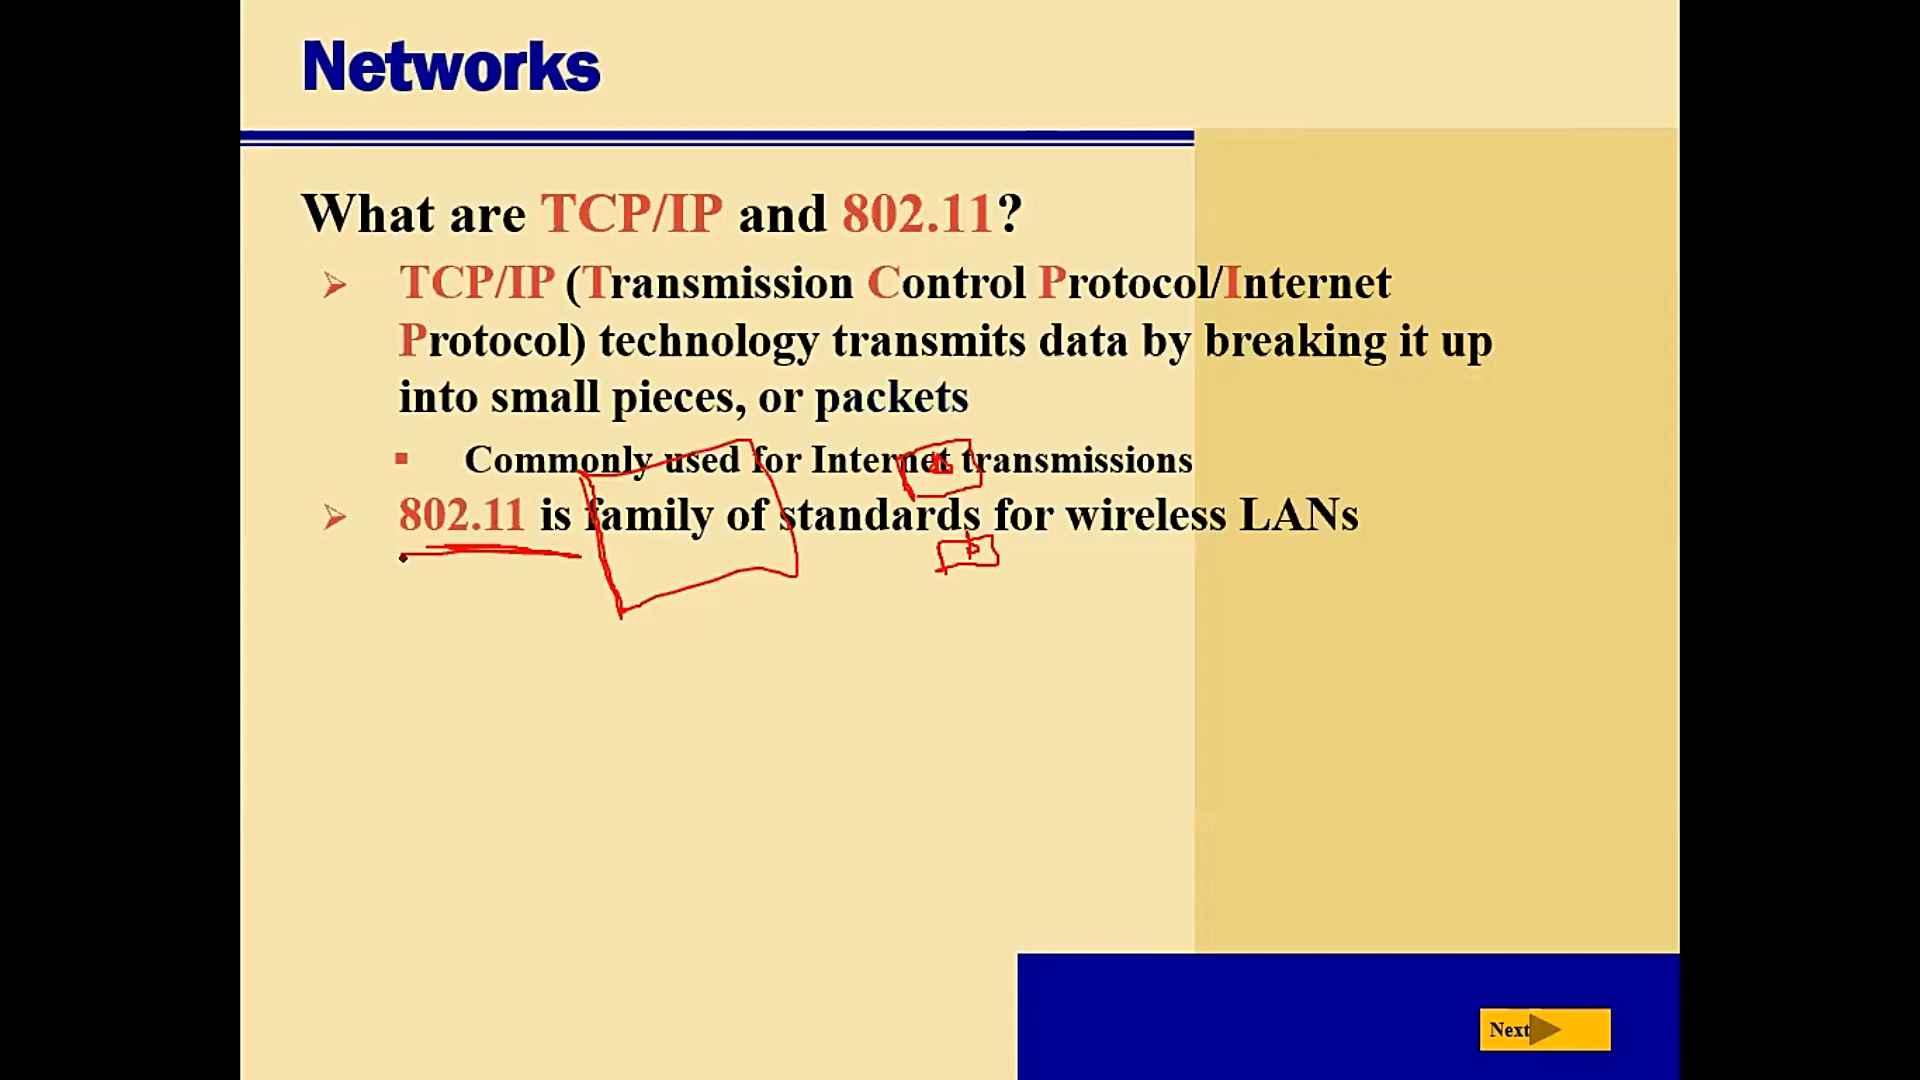 Networks
What are TCP/IP and 802.11?
TCP/IP (Transmission Control Protocol/Internet
Protocol) technology transmits data by breaking it up
into small pieces, or packets
Commonly used for Internet transmissions
802.11 is family of standards for wireless LANs
Next